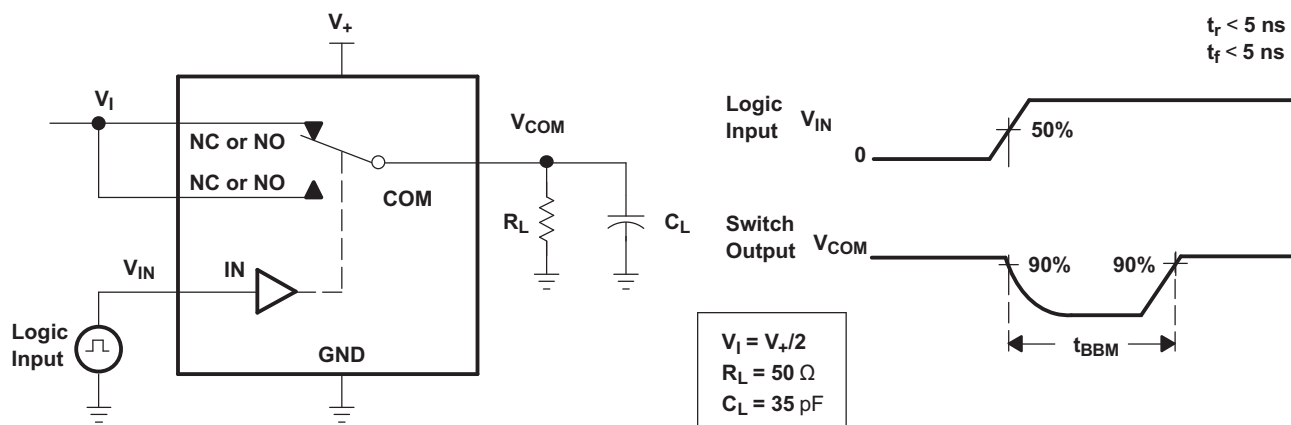 V+
tr < 5 ns
tf < 5 ns
VI
NC or NO
NC or NO
COM
VCOM
RL
CL
VIN
IN
Logic
Input
GND
Logic
Input
VIN
50%
0
Switch
Output
VCOM
90%
90%
tBBM
VI = V+/2
RL = 50 Ω
CL = 35 pF